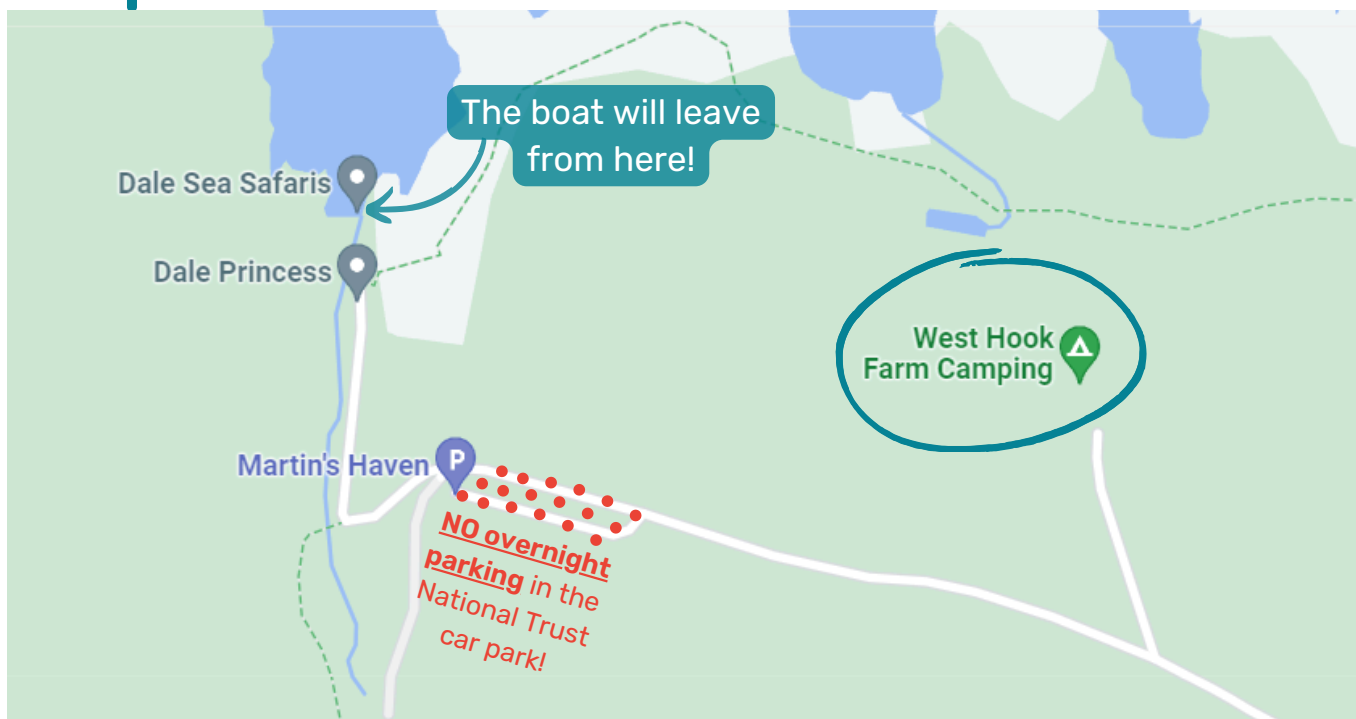 The boat will leave
from here!
Dale Sea Safaris
Dale Princess
West Hook
Farm Camping
Martin's Haven
P
NO overnight
parking in the
National Trust
car park!